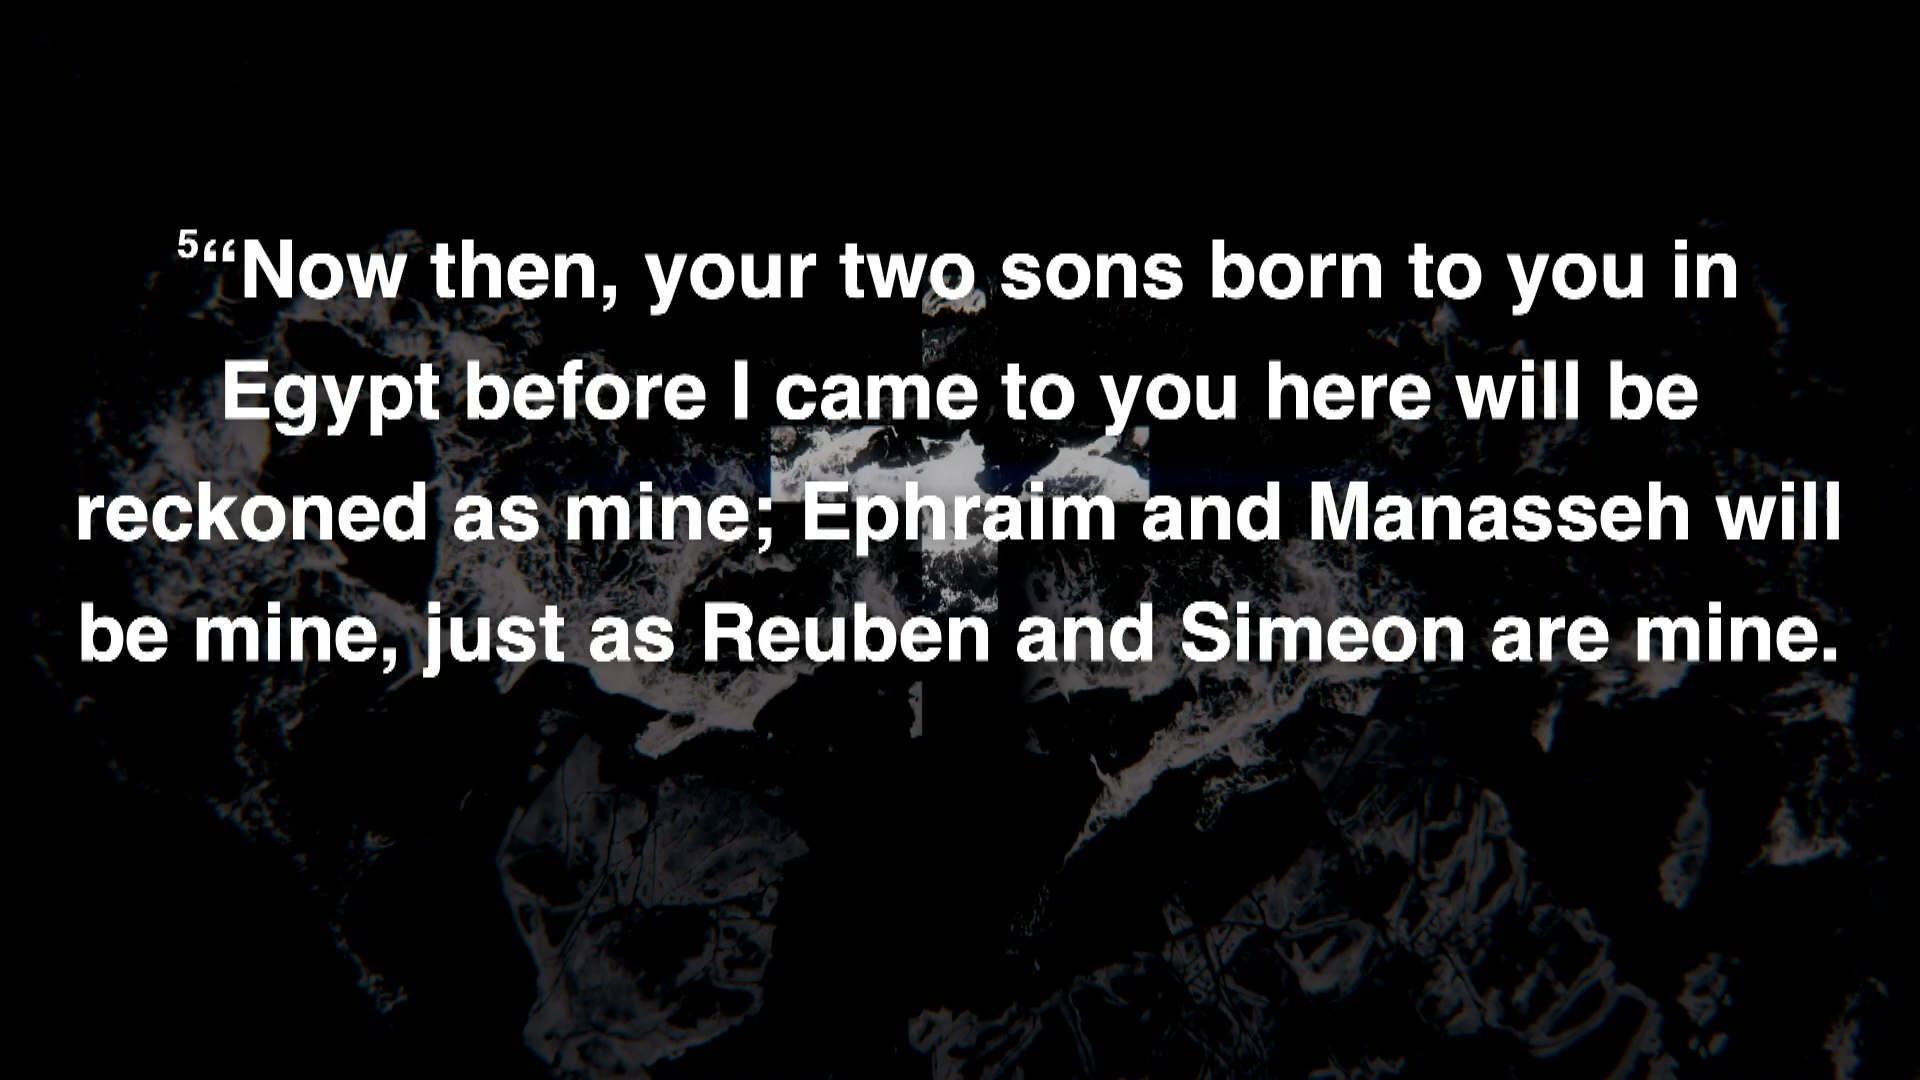 ⁵“Now then, your two sons born to you in
Egypt before I came to you here will be
reckoned as mine; Ephraim and Manasseh will
be mine, just as Reuben and Simeon are mine.